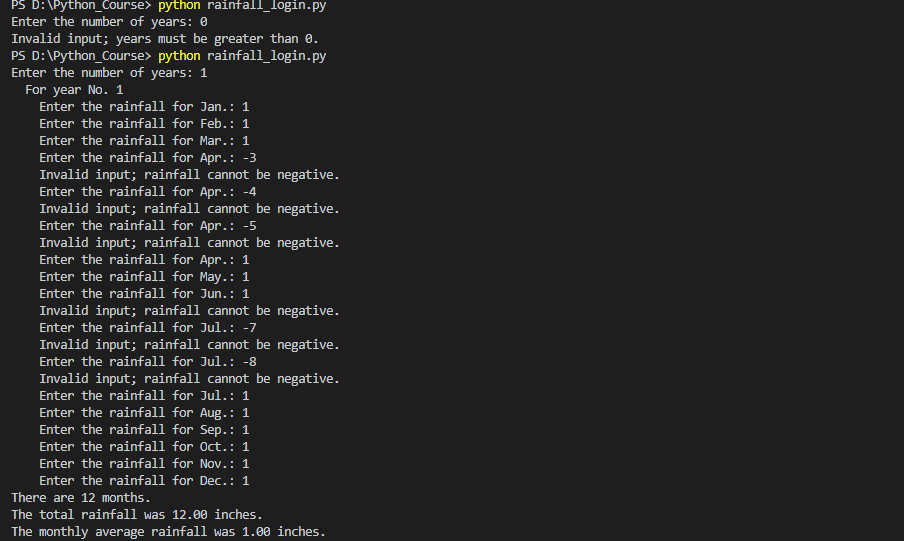 PS D:\Python_Course> python rainfall_login.py
Enter the number of years: 0
Invalid input; years must be greater than 0.
PS D:\Python_Course> python rainfall_login.py
Enter the number of years: 1
  For year No. 1
    Enter the rainfall for Jan.: 1
    Enter the rainfall for Feb.: 1
    Enter the rainfall for Mar.: 1
    Enter the rainfall for Apr.: -3
    Invalid input; rainfall cannot be negative.
    Enter the rainfall for Apr.: -4
    Invalid input; rainfall cannot be negative.
    Enter the rainfall for Apr.: -5
    Invalid input; rainfall cannot be negative.
    Enter the rainfall for Apr.: 1
    Enter the rainfall for May.: 1
    Enter the rainfall for Jun.: 1
    Invalid input; rainfall cannot be negative.
    Enter the rainfall for Jul.: -7
    Invalid input; rainfall cannot be negative.
    Enter the rainfall for Jul.: -8
    Invalid input; rainfall cannot be negative.
    Enter the rainfall for Jul.: 1
    Enter the rainfall for Aug.: 1
    Enter the rainfall for Sep.: 1
    Enter the rainfall for Oct.: 1
    Enter the rainfall for Nov.: 1
    Enter the rainfall for Dec.: 1
There are 12 months.
The total rainfall was 12.00 inches.
The monthly average rainfall was 1.00 inches.